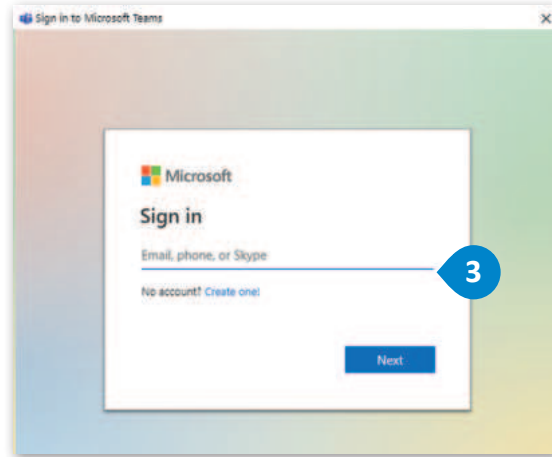 Sign in to Microsoft Teams
Microsoft
Sign in
Email, phone, or Skype
3
No account? Create one!
Next